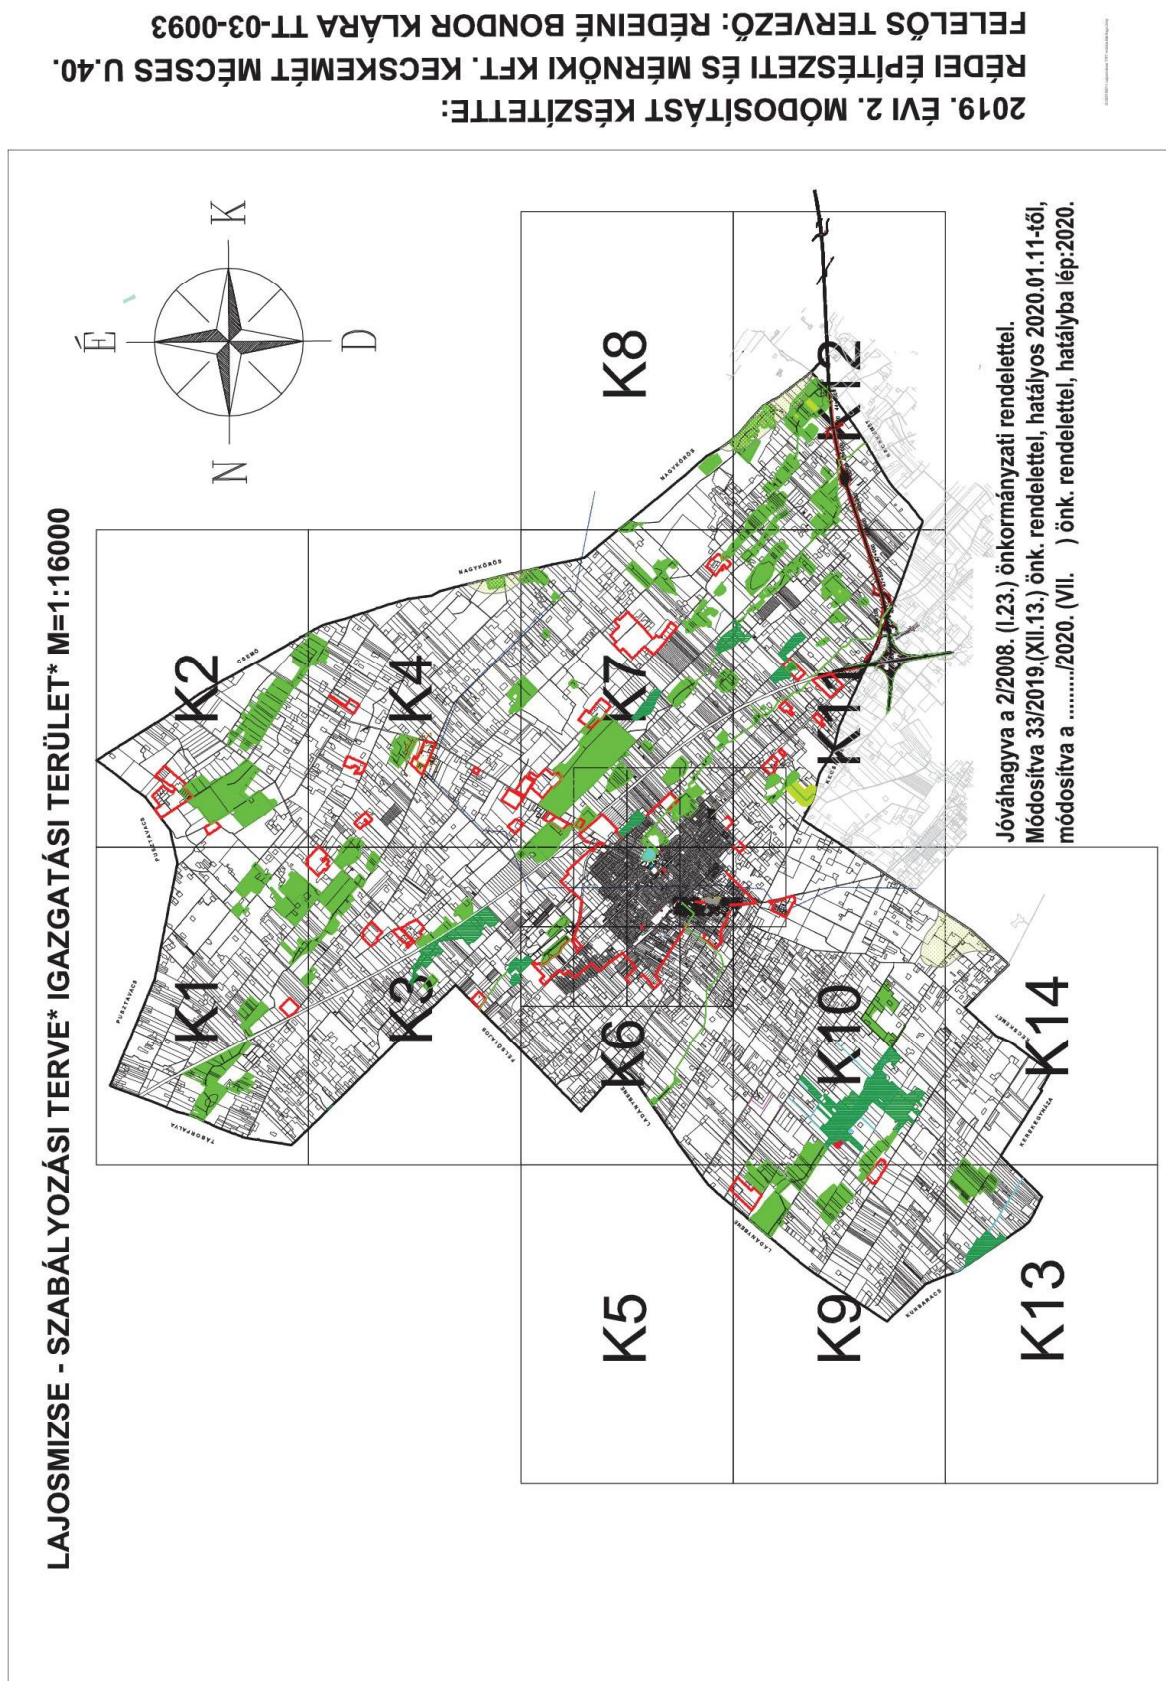 2019. ÉVI 2. MÓDOSÍTÁST KÉSZÍTETTE:
RÉDEI ÉPÍTÉSZETI ÉS MÉRNÖKI KFT. KECSKEMÉT MÉCSES U.40.
FELELŐS TERVEZŐ: RÉDEINÉ BONDOR KLÁRA TT-03-0093
LAJOSMIZSE - SZABÁLYOZÁSI TERVE* IGAZGATÁSI TERÜLET* M=1:16000
É
N
K
D
K1
K2
K3
K4
K5
K6
K7
K8
K9
K10
K11
K12
K13
K14
PUSZTAVACS
PUSZTAVACS
TÁBORFALVA
CSEMŐ
NAGYKŐRÖS
NAGYKŐRÖS
FELSŐLAJOS
LADÁNYBENE
LADÁNYBENE
KUNBARACS
KEREKEGYHÁZA
KECSKEMÉT
KECSKEMÉT
Jóváhagyva a 2/2008. (I.23.) önkormányzati rendelettel.
Módosítva 33/2019.(XII.13.) önk. rendelettel, hatályos 2020.01.11-től,
módosítva a ........../2020. (VII. ) önk. rendelettel, hatályba lép:2020.